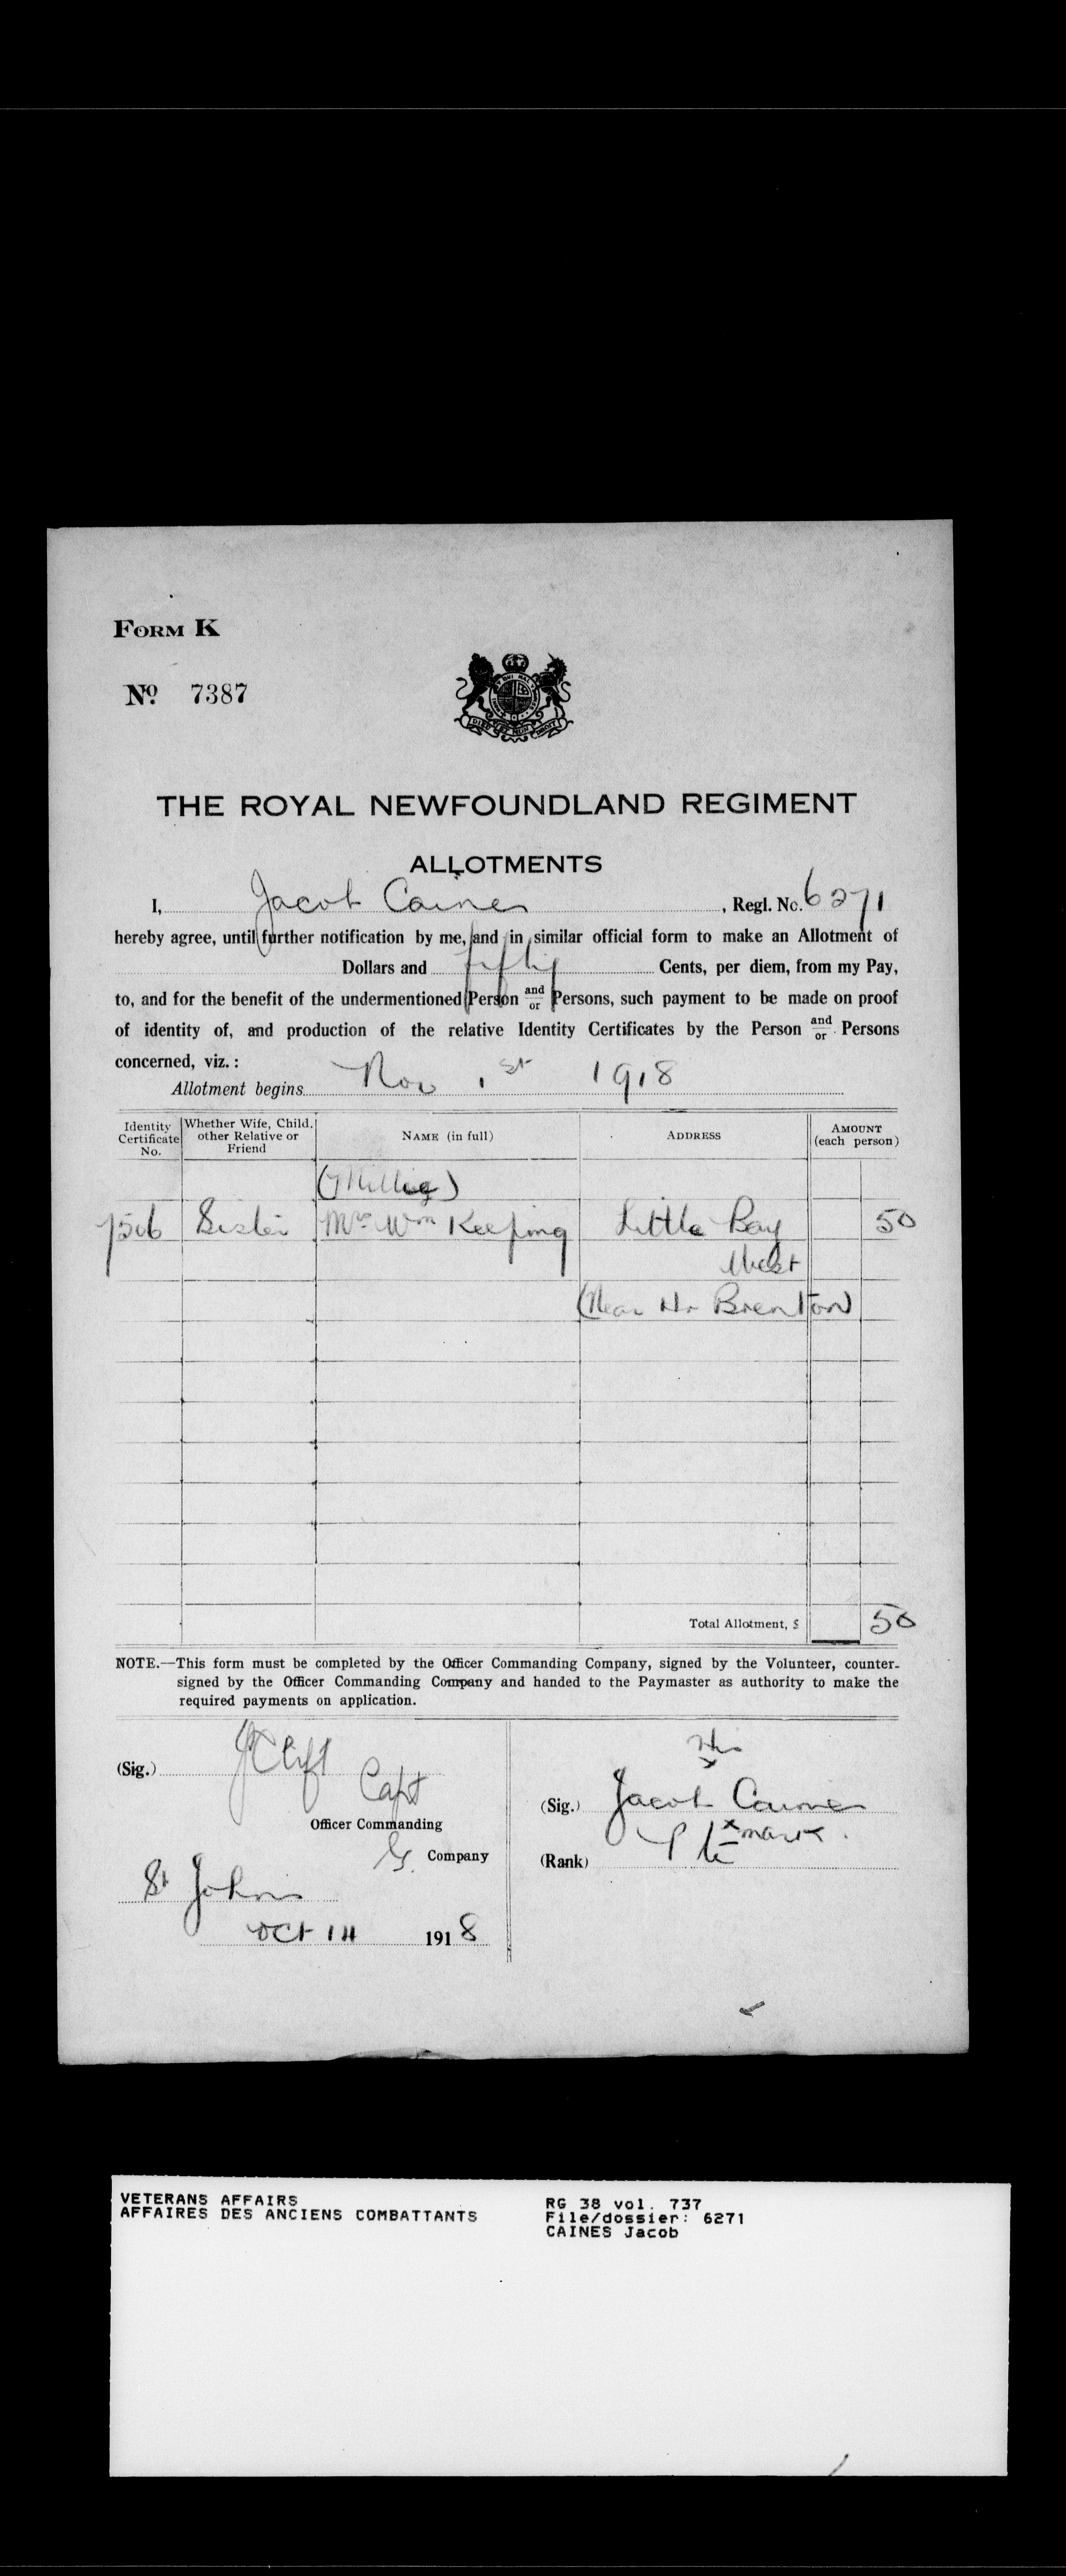 FORM K
No. 7387
THE ROYAL NEWFOUNDLAND REGIMENT
ALLOTMENTS
I, Jacob Caines, Regl. No. 6271
hereby agree, until further notification by me, and in similar official form to make an Allotment of
Dollars and fifty Cents, per diem, from my Pay,
to, and for the benefit of the undermentioned Person and/or Persons, such payment to be made on proof
of identity of, and production of the relative Identity Certificates by the Person and/or Persons
concerned, viz.:
Allotment begins Nov 1st 1918
Identity Certificate No. Whether Wife, Child, other Relative or Friend NAME (in full) ADDRESS AMOUNT (each person)
(Millie)
7506 Sister Mrs Wm Keeping Little Bay 50
West
(Near Hr Brenton)
Total Allotment, $ 50
NOTE.—This form must be completed by the Officer Commanding Company, signed by the Volunteer, counter-
signed by the Officer Commanding Company and handed to the Paymaster as authority to make the
required payments on application.
(Sig.) J Clift
Capt
Officer Commanding
G. Company
St Johns
Oct 14 1918
His
x
(Sig.) Jacob Caines
x mark.
(Rank) Pte
VETERANS AFFAIRS
AFFAIRES DES ANCIENS COMBATTANTS
RG 38 vol. 737
File/dossier: 6271
CAINES Jacob